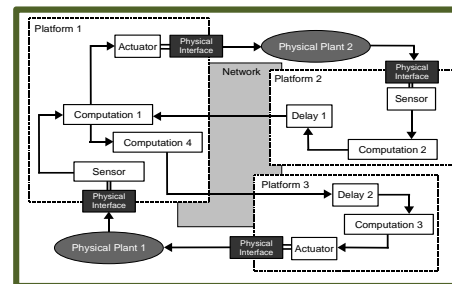 Platform 1
Actuator
Physical
Interface
Physical Plant 2
Physical
Interface
Network
Platform 2
Sensor
Computation 1
Delay 1
Computation 4
Computation 2
Sensor
Physical
Interface
Platform 3
Delay 2
Computation 3
Physical Plant 1
Physical
Interface
Actuator